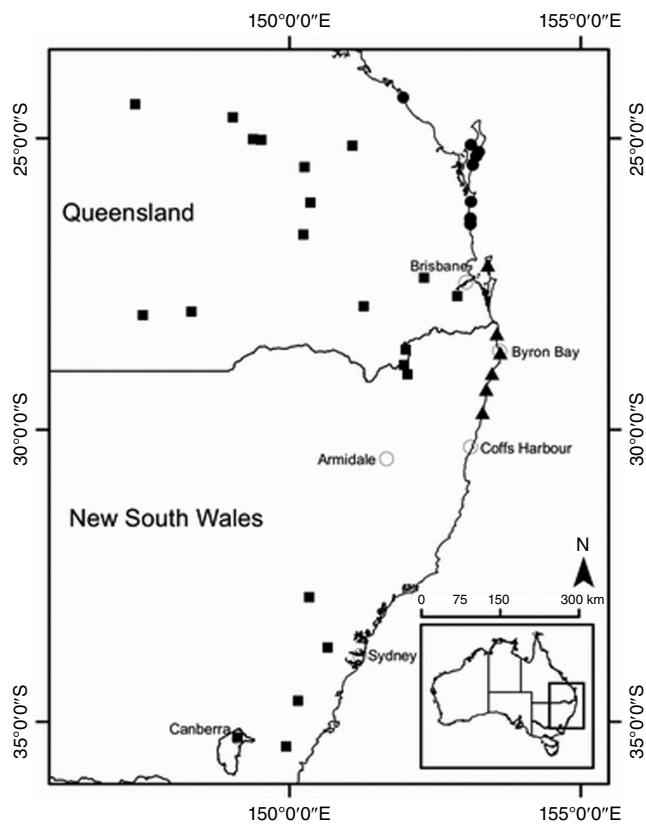 150°0′0″E 155°0′0″E
25°0′0″S 25°0′0″S
Queensland
Brisbane
Byron Bay
30°0′0″S 30°0′0″S
Coffs Harbour
Armidale
New South Wales
N
0 75 150 300 km
Sydney
Canberra
35°0′0″S 35°0′0″S
150°0′0″E 155°0′0″E